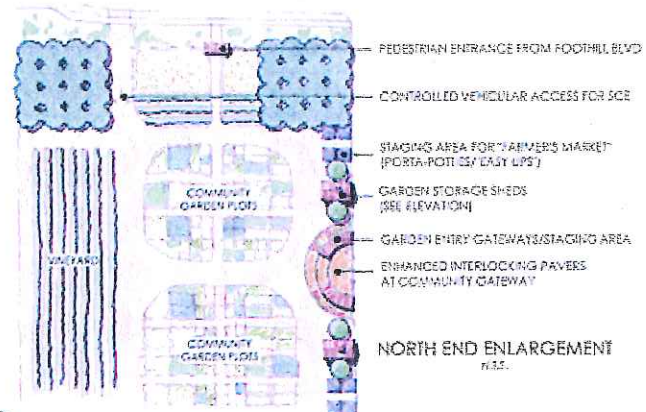 PEDESTRIAN ENTRANCE FROM FOOTHILL BLVD
CONTROLLED VEHICULAR ACCESS FOR SCE
STAGING AREA FOR "FARMER'S MARKET"
(PORTA-POTTIES/"EASY UPS")
GARDEN STORAGE SHEDS
(SEE ELEVATION)
GARDEN ENTRY GATEWAYS/STAGING AREA
ENHANCED INTERLOCKING PAVERS
AT COMMUNITY GATEWAY
NORTH END ENLARGEMENT
N.T.S.
COMMUNITY
GARDEN PLOTS
VINEYARD
COMMUNITY
GARDEN PLOTS